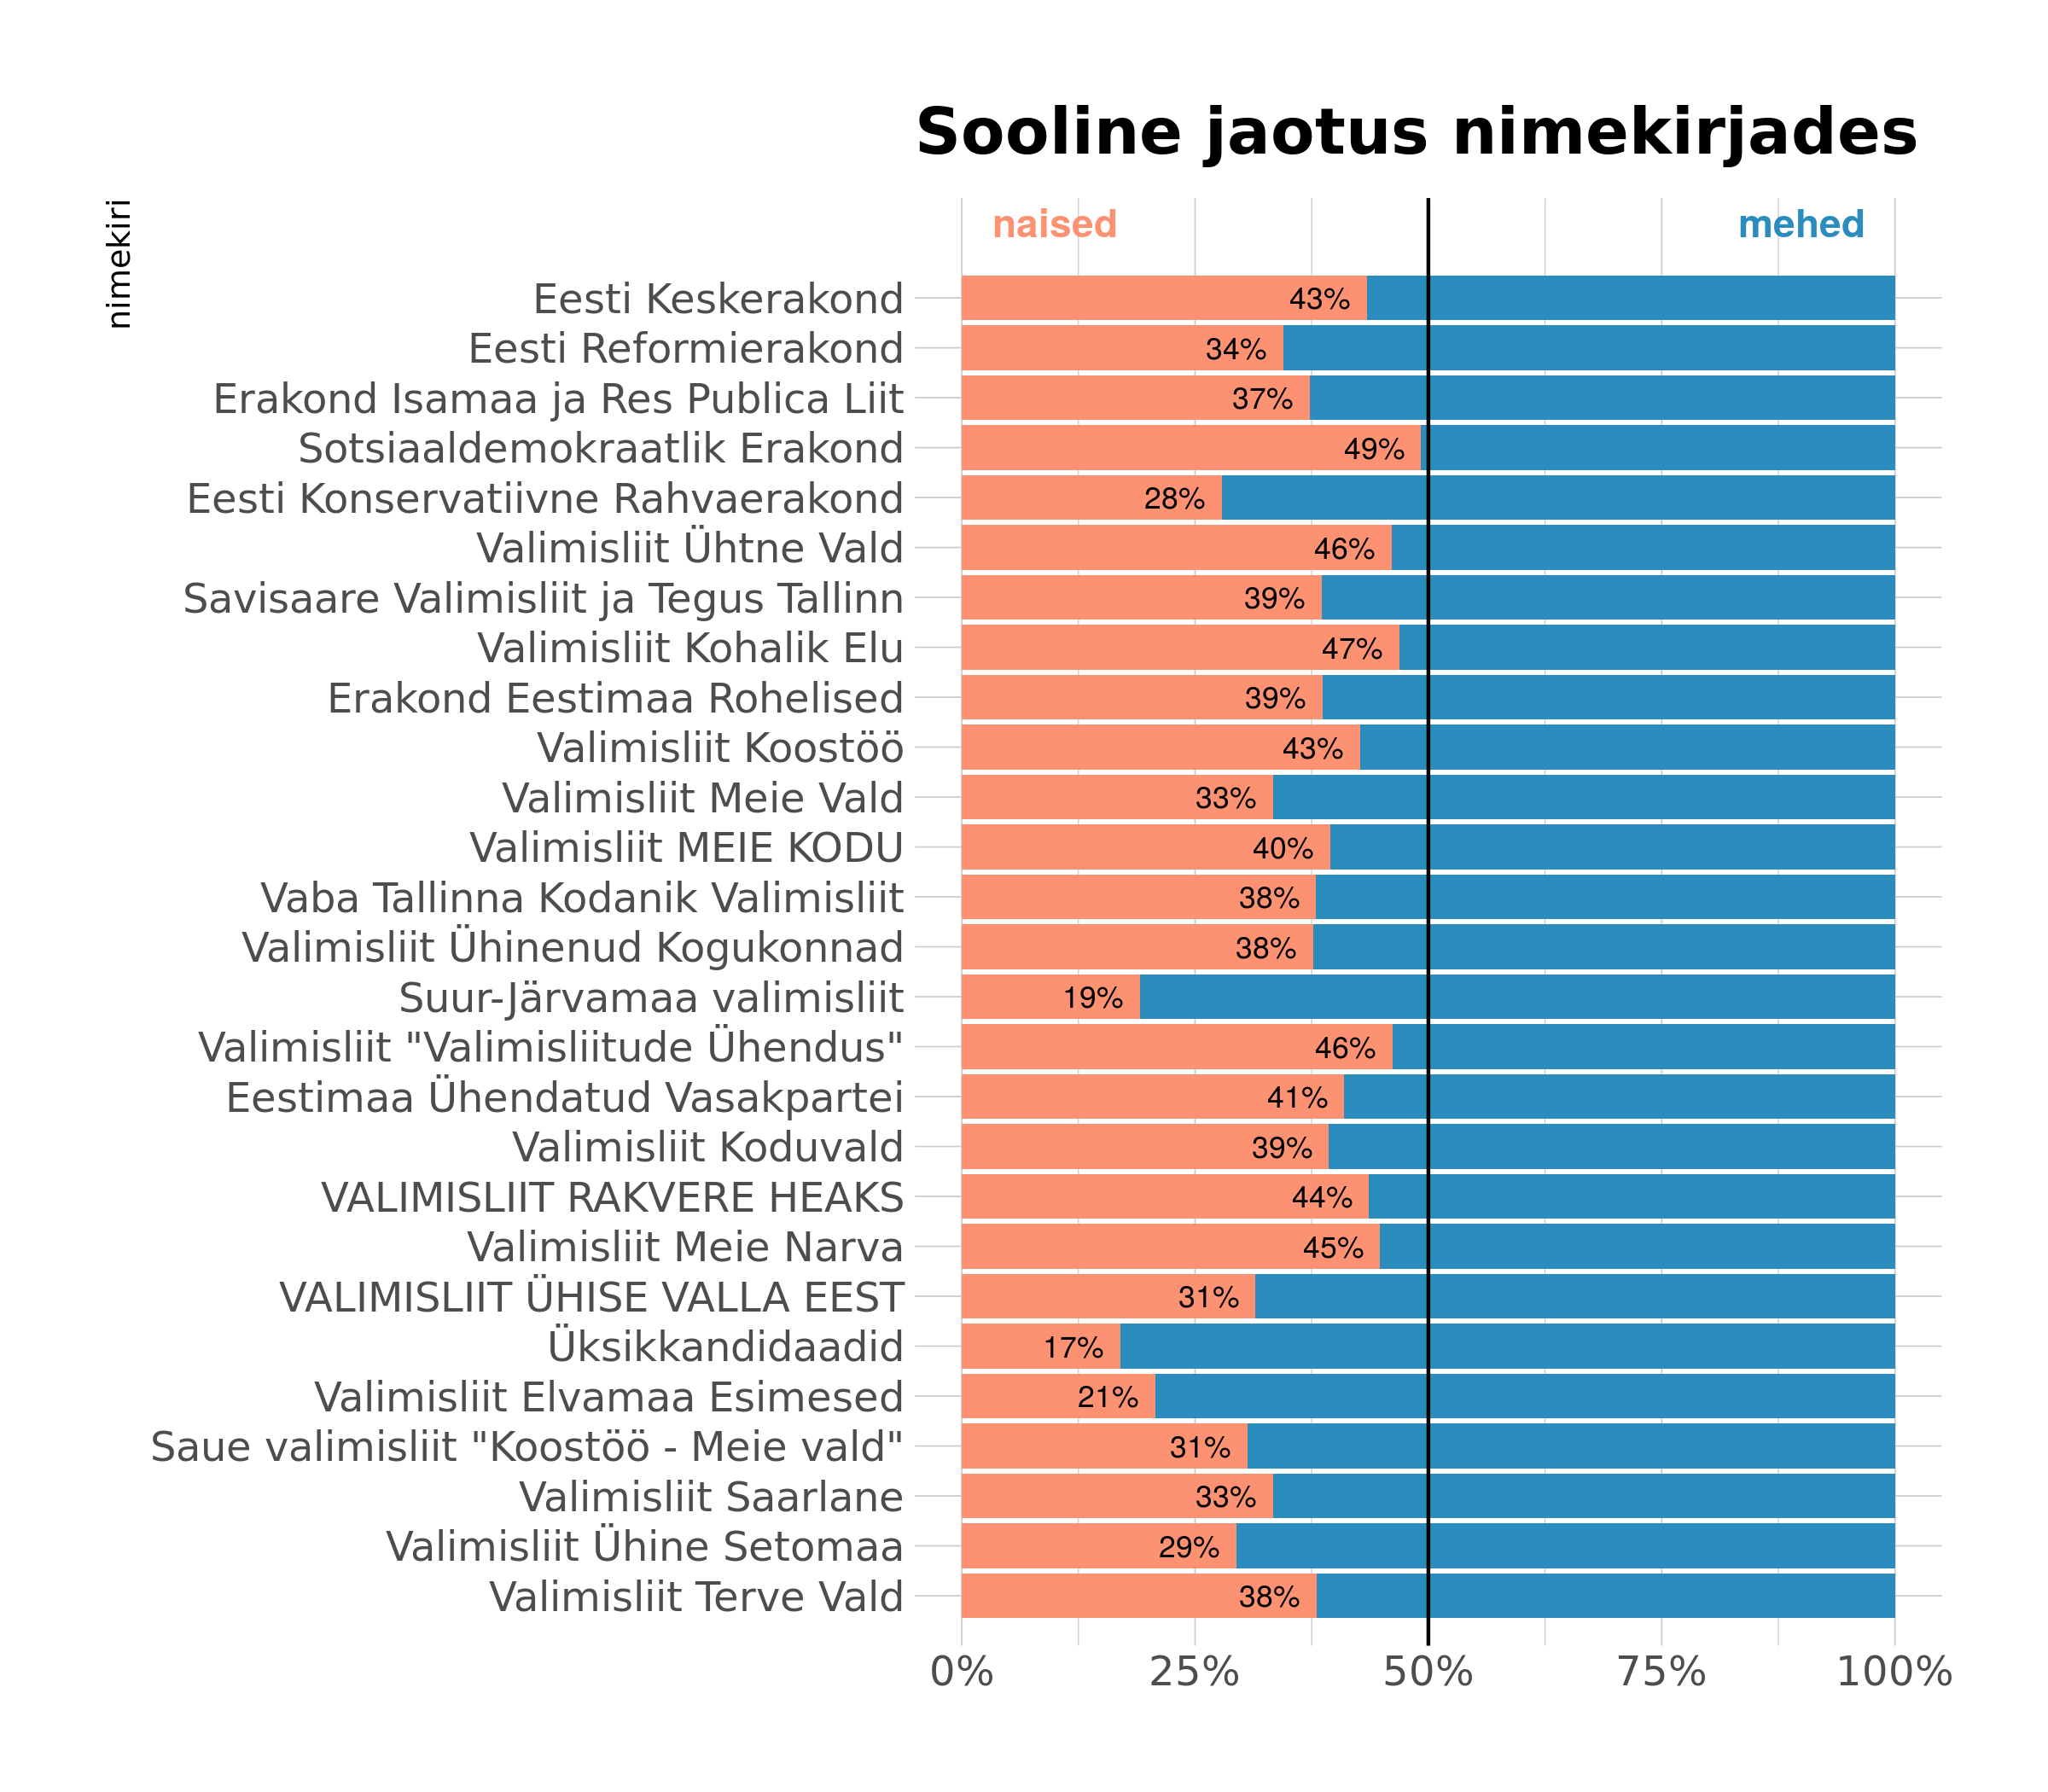 Sooline jaotus nimekirjades
nimekiri
naised mehed
Eesti Keskerakond 43%
Eesti Reformierakond 34%
Erakond Isamaa ja Res Publica Liit 37%
Sotsiaaldemokraatlik Erakond 49%
Eesti Konservatiivne Rahvaerakond 28%
Valimisliit Ühtne Vald 46%
Savisaare Valimisliit ja Tegus Tallinn 39%
Valimisliit Kohalik Elu 47%
Erakond Eestimaa Rohelised 39%
Valimisliit Koostöö 43%
Valimisliit Meie Vald 33%
Valimisliit MEIE KODU 40%
Vaba Tallinna Kodanik Valimisliit 38%
Valimisliit Ühinenud Kogukonnad 38%
Suur-Järvamaa valimisliit 19%
Valimisliit "Valimisliitude Ühendus" 46%
Eestimaa Ühendatud Vasakpartei 41%
Valimisliit Koduvald 39%
VALIMISLIIT RAKVERE HEAKS 44%
Valimisliit Meie Narva 45%
VALIMISLIIT ÜHISE VALLA EEST 31%
Üksikkandidaadid 17%
Valimisliit Elvamaa Esimesed 21%
Saue valimisliit "Koostöö - Meie vald" 31%
Valimisliit Saarlane 33%
Valimisliit Ühine Setomaa 29%
Valimisliit Terve Vald 38%
0% 25% 50% 75% 100%